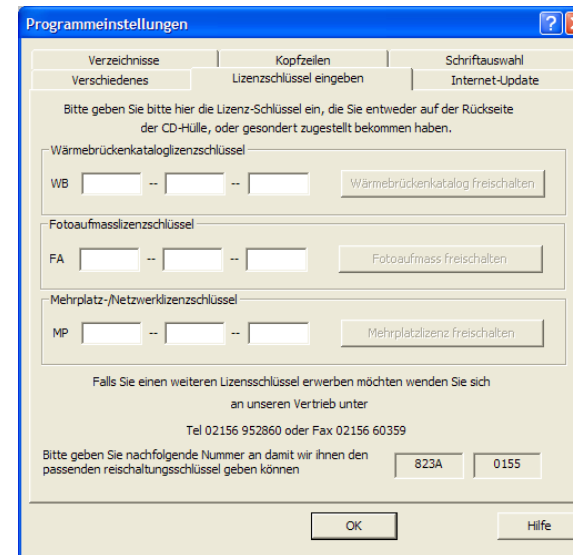 Programmeinstellungen
?
Verzeichnisse Kopfzeilen Schriftauswahl
Verschiedenes Lizenzschlüssel eingeben Internet-Update
Bitte geben Sie bitte hier die Lizenz-Schlüssel ein, die Sie entweder auf der Rückseite
der CD-Hülle, oder gesondert zugestellt bekommen haben.
Wärmebrückenkataloglizenzschlüssel
WB -- -- Wärmebrückenkatalog freischalten
Fotoaufmasslizenzschlüssel
FA -- -- Fotoaufmass freischalten
Mehrplatz-/Netzwerklizenzschlüssel
MP -- -- Mehrplatzlizenz freischalten
Falls Sie einen weiteren Lizensschlüssel erwerben möchten wenden Sie sich
an unseren Vertrieb unter
Tel 02156 952860 oder Fax 02156 60359
Bitte geben Sie nachfolgende Nummer an damit wir ihnen den
passenden reischaltungsschlüssel geben können 823A 0155
OK Hilfe